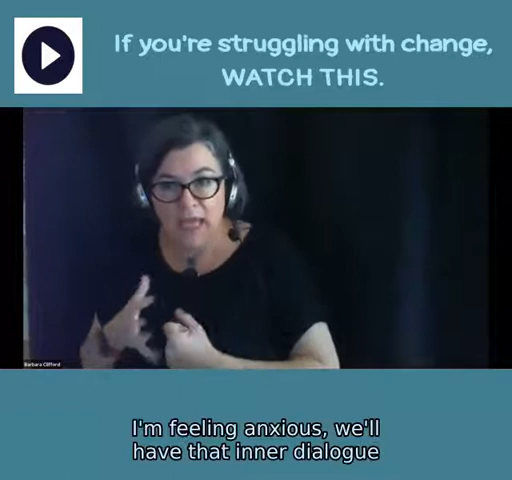 If you're struggling with change,
WATCH THIS.
Barbara Clifford
I'm feeling anxious, we'll
have that inner dialogue